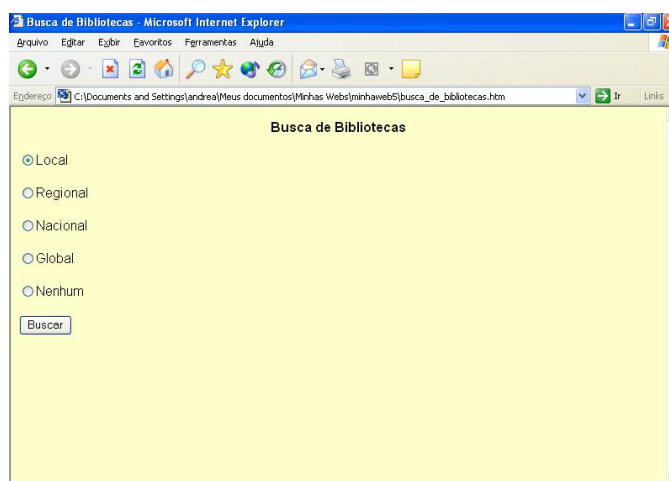 Busca de Bibliotecas - Microsoft Internet Explorer
Arquivo Editar Exibir Favoritos Ferramentas Ajuda
Endereço C:\Documents and Settings\andrea\Meus documentos\Minhas Webs\minhaweb5\busca_de_bibliotecas.htm Ir Links
Busca de Bibliotecas
Local
Regional
Nacional
Global
Nenhum
Buscar